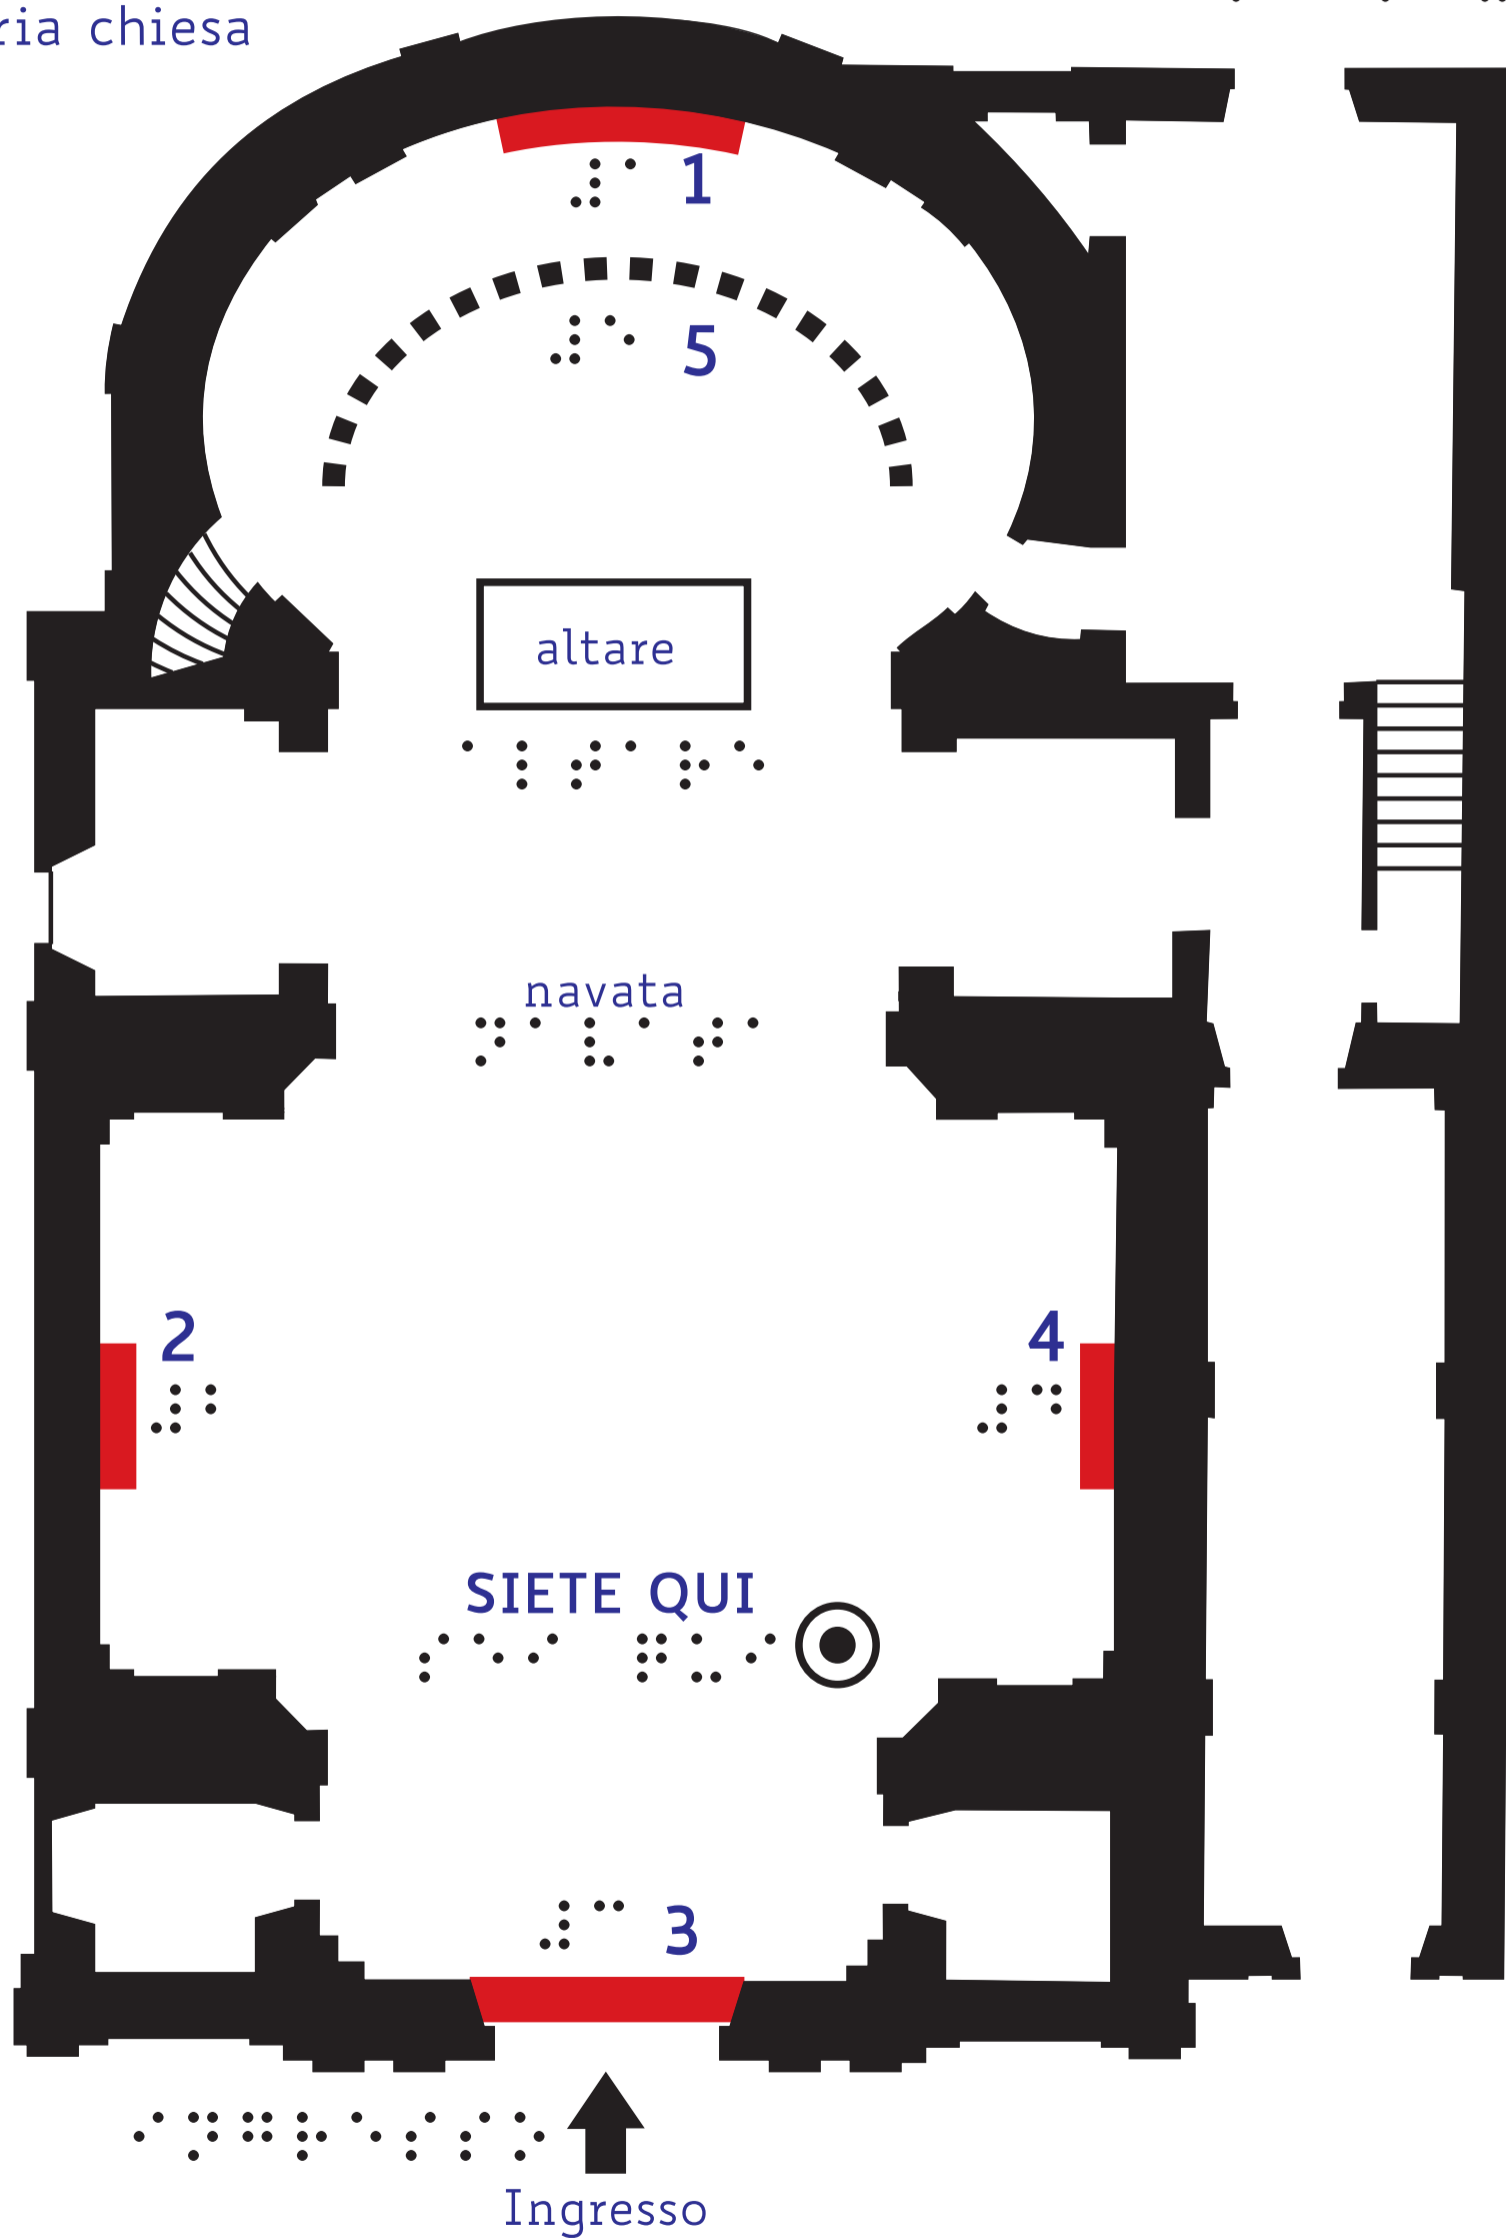 ria chiesa
⠼⠁ 1
⠼⠑ 5
altare
⠁⠇⠞⠁⠗⠑
navata
⠝⠁⠧⠁⠞⠁
2
⠼⠃
4
⠼⠙
SIETE QUI
⠎⠑⠊ ⠟⠥⠊
⠼⠉ 3
⠊⠝⠛⠗⠑⠎⠎⠕
Ingresso